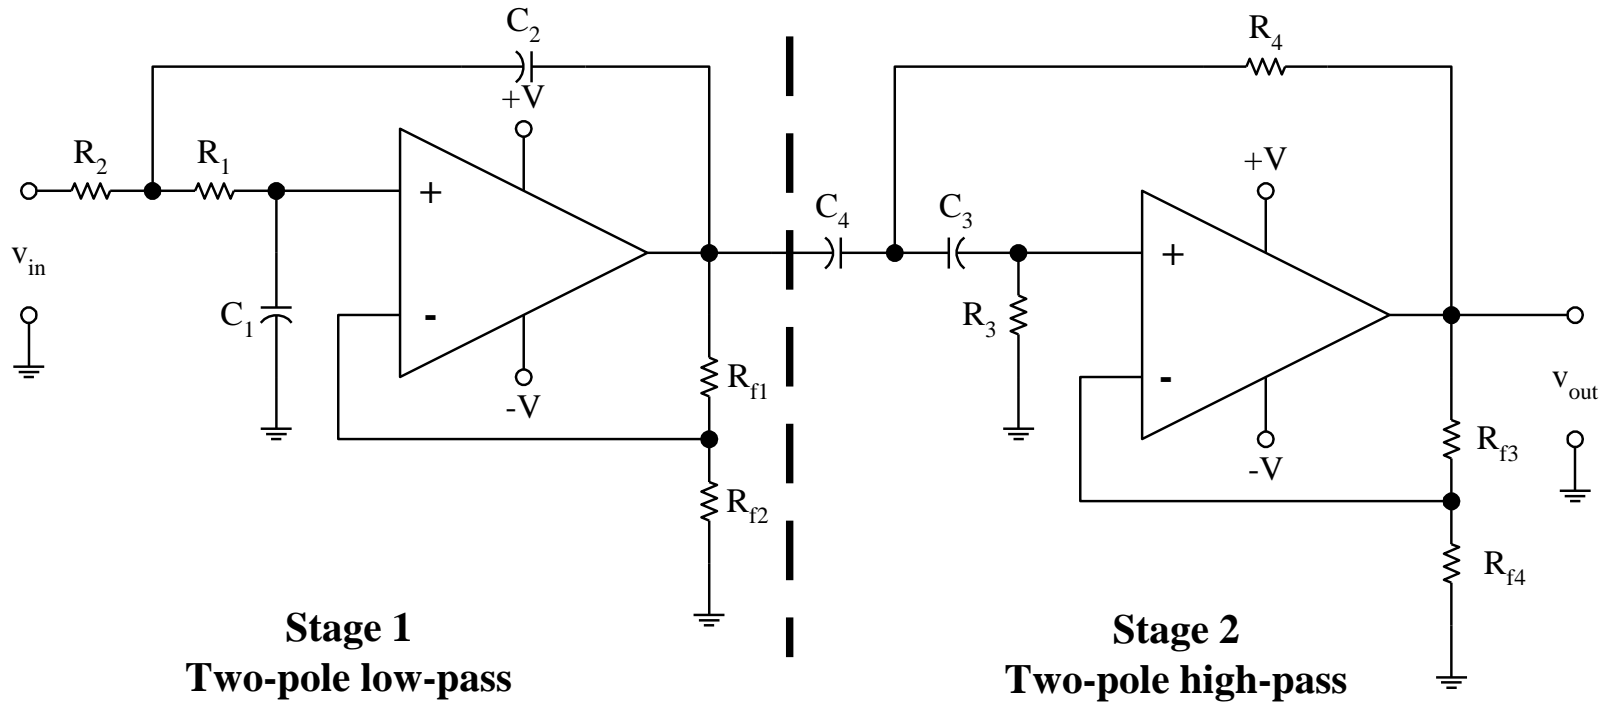 C2
+V
R2
R1
+
vin
C1
-
-V
Rf1
Rf2
Stage 1
Two-pole low-pass
R4
+V
C4
C3
+
R3
-
-V
vout
Rf3
Rf4
Stage 2
Two-pole high-pass